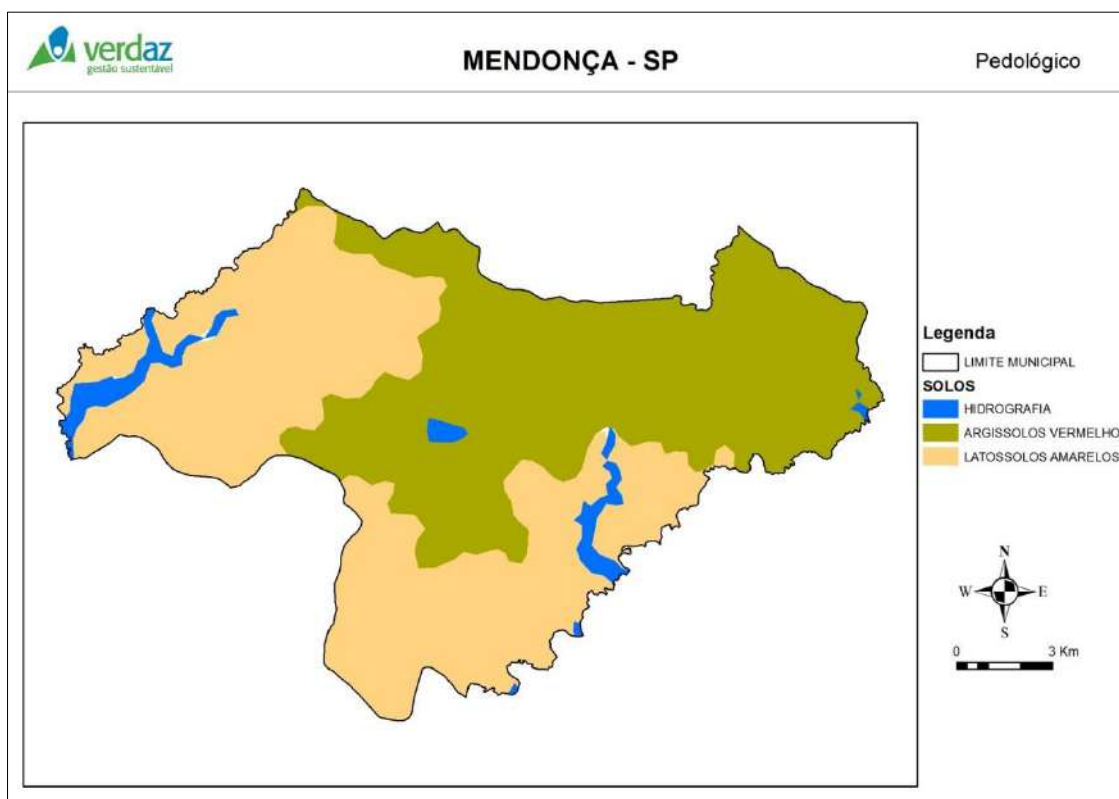 verdaz
gestão sustentável
MENDONÇA - SP
Pedológico
Legenda
LIMITE MUNICIPAL
SOLOS
HIDROGRAFIA
ARGISSOLOS VERMELHO
LATOSSOLOS AMARELOS
N
W
E
S
0 3 Km